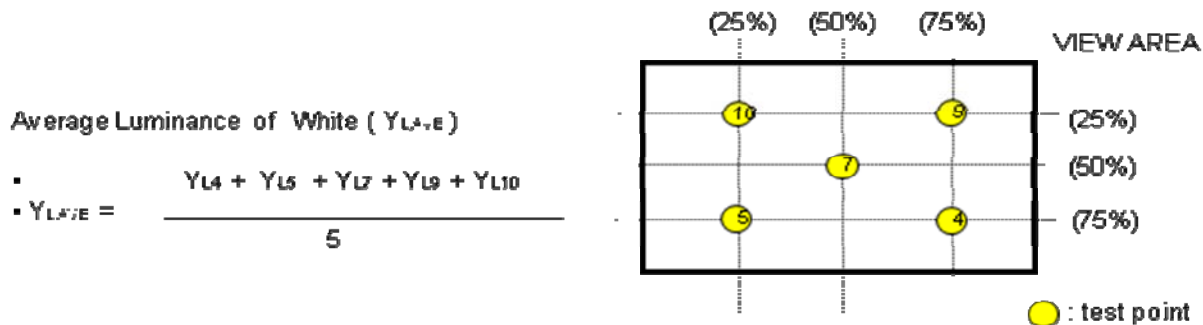 (25%) (50%) (75%)
VIEW AREA
Average Luminance of White ( YL,AVE )
YL4 + YL5 + YL7 + YL9 + YL10
▪ YL,AVE =
5
10 9
7
5 4
(25%)
(50%)
(75%)
: test point